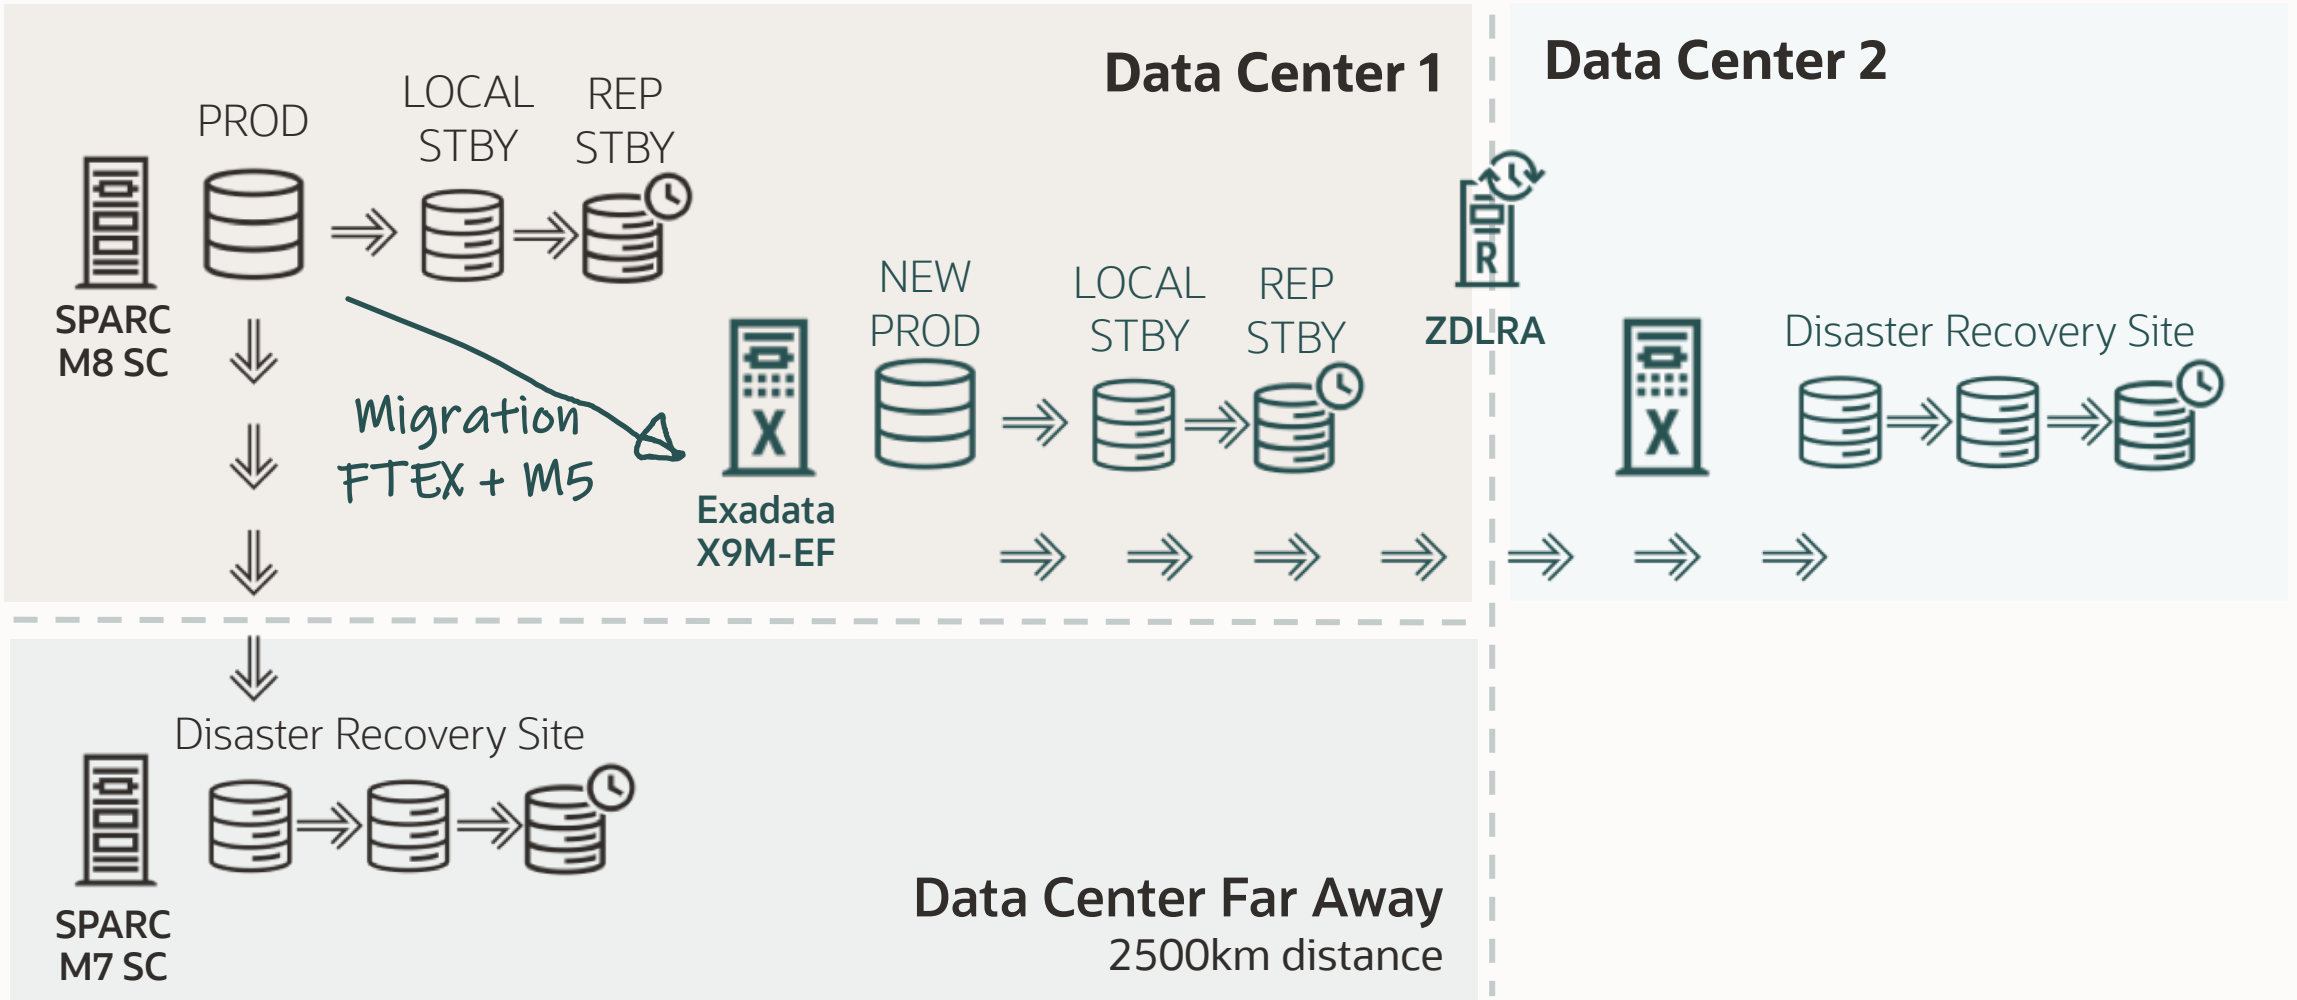 Data Center 1
PROD
LOCAL
STBY
REP
STBY
SPARC
M8 SC
Migration
FTEX + M5
X
Exadata
X9M-EF
NEW
PROD
LOCAL
STBY
REP
STBY
R
ZDLRA
Data Center 2
X
Disaster Recovery Site
Disaster Recovery Site
SPARC
M7 SC
Data Center Far Away
2500km distance